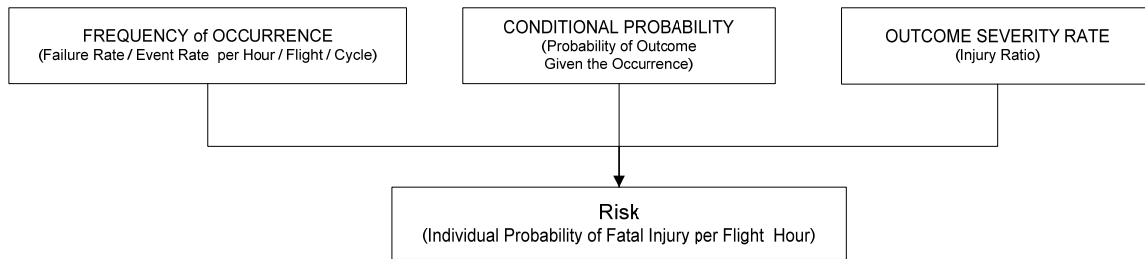 FREQUENCY of OCCURRENCE
(Failure Rate / Event Rate per Hour / Flight / Cycle)
CONDITIONAL PROBABILITY
(Probability of Outcome
Given the Occurrence)
OUTCOME SEVERITY RATE
(Injury Ratio)
Risk
(Individual Probability of Fatal Injury per Flight Hour)